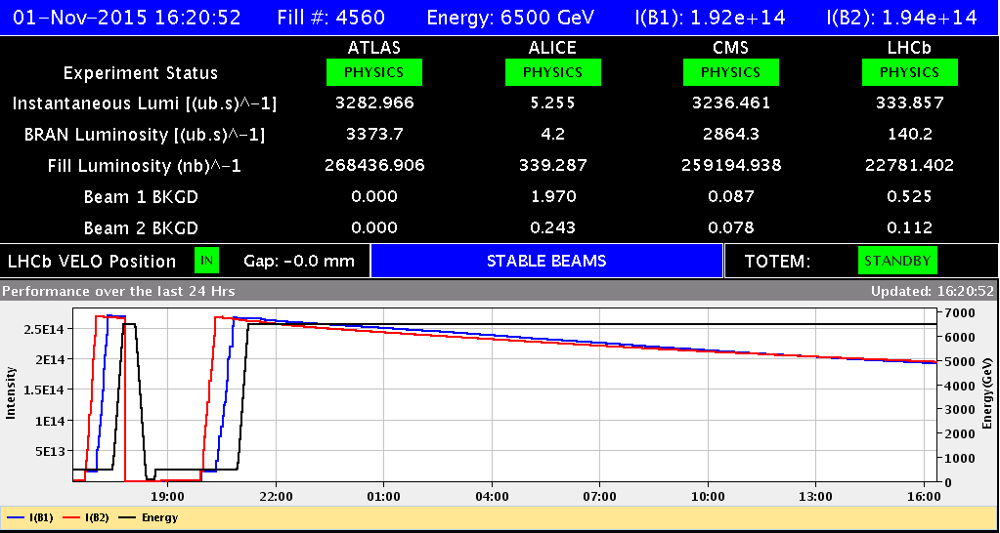 01-Nov-2015 16:20:52 Fill #: 4560 Energy: 6500 GeV I(B1): 1.92e+14 I(B2): 1.94e+14
ATLAS ALICE CMS LHCb
Experiment Status PHYSICS PHYSICS PHYSICS PHYSICS
Instantaneous Lumi [(ub.s)^-1] 3282.966 5.255 3236.461 333.857
BRAN Luminosity [(ub.s)^-1] 3373.7 4.2 2864.3 140.2
Fill Luminosity (nb)^-1 268436.906 339.287 259194.938 22781.402
Beam 1 BKGD 0.000 1.970 0.087 0.525
Beam 2 BKGD 0.000 0.243 0.078 0.112
LHCb VELO Position IN Gap: -0.0 mm STABLE BEAMS TOTEM: STANDBY
Performance over the last 24 Hrs Updated: 16:20:52
Intensity
2.5E14
2E14
1.5E14
1E14
5E13
7000
6000
5000
4000
3000
2000
1000
0
Energy(GeV)
19:00 22:00 01:00 04:00 07:00 10:00 13:00 16:00
I(B1) I(B2) Energy